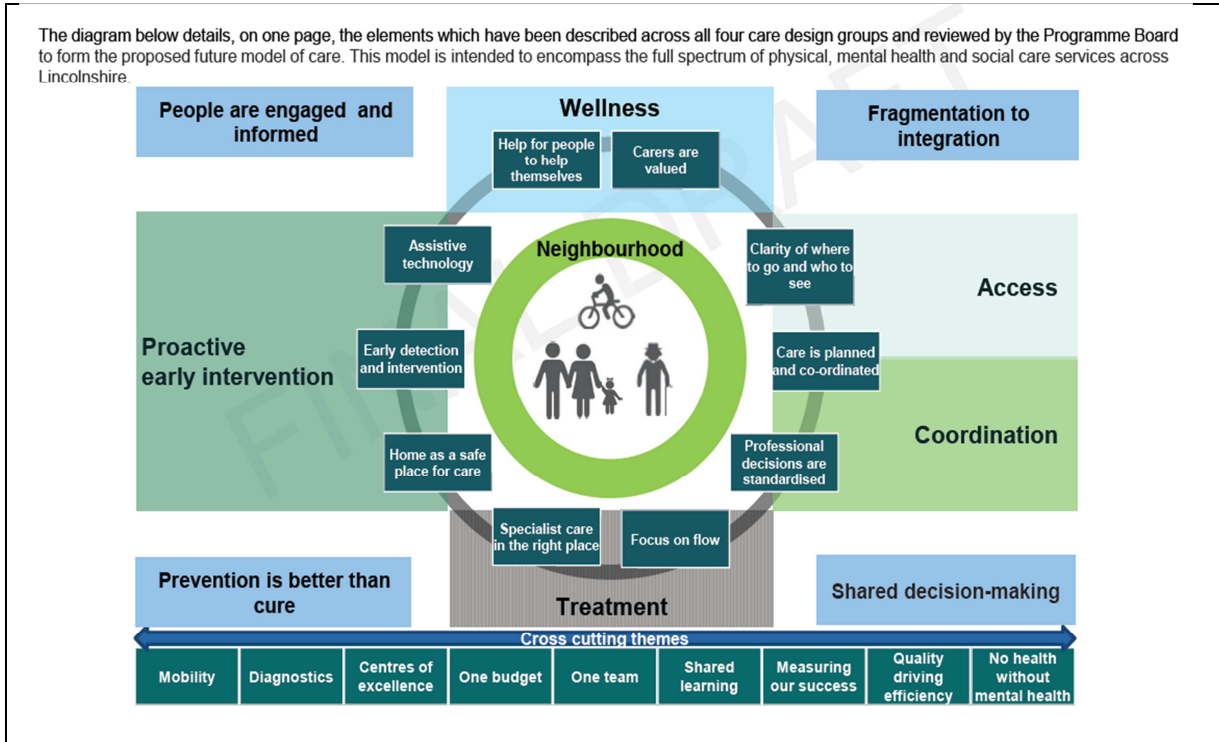 The diagram below details, on one page, the elements which have been described across all four care design groups and reviewed by the Programme Board
to form the proposed future model of care. This model is intended to encompass the full spectrum of physical, mental health and social care services across
Lincolnshire.
People are engaged and
informed
Wellness
Fragmentation to
integration
Help for people
to help
themselves
Carers are
valued
Assistive
technology
Neighbourhood
Clarity of where
to go and who to
see
Access
Proactive
early intervention
Early detection
and intervention
Care is planned
and co-ordinated
Coordination
Home as a safe
place for care
Professional
decisions are
standardised
Specialist care
in the right place
Focus on flow
Prevention is better than
cure
Treatment
Shared decision-making
Cross cutting themes
Mobility
Diagnostics
Centres of
excellence
One budget
One team
Shared
learning
Measuring
our success
Quality
driving
efficiency
No health
without
mental health
FINAL DRAFT